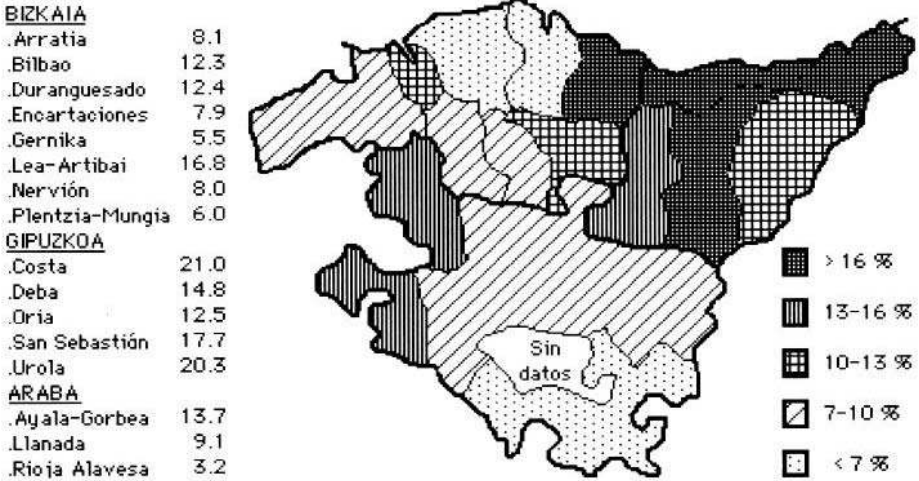 BIZKAIA
.Arratia 8.1
.Bilbao 12.3
.Duranguesado 12.4
.Encartaciones 7.9
.Gernika 5.5
.Lea-Artibai 16.8
.Nervión 8.0
.Plentzia-Mungia 6.0
GIPUZKOA
.Costa 21.0
.Deba 14.8
.Oria 12.5
.San Sebastián 17.7
.Urola 20.3
ARABA
.Ayala-Gorbea 13.7
.Llanada 9.1
.Rioja Alavesa 3.2
Sin
datos
> 16 %
13-16 %
10-13 %
7-10 %
< 7 %